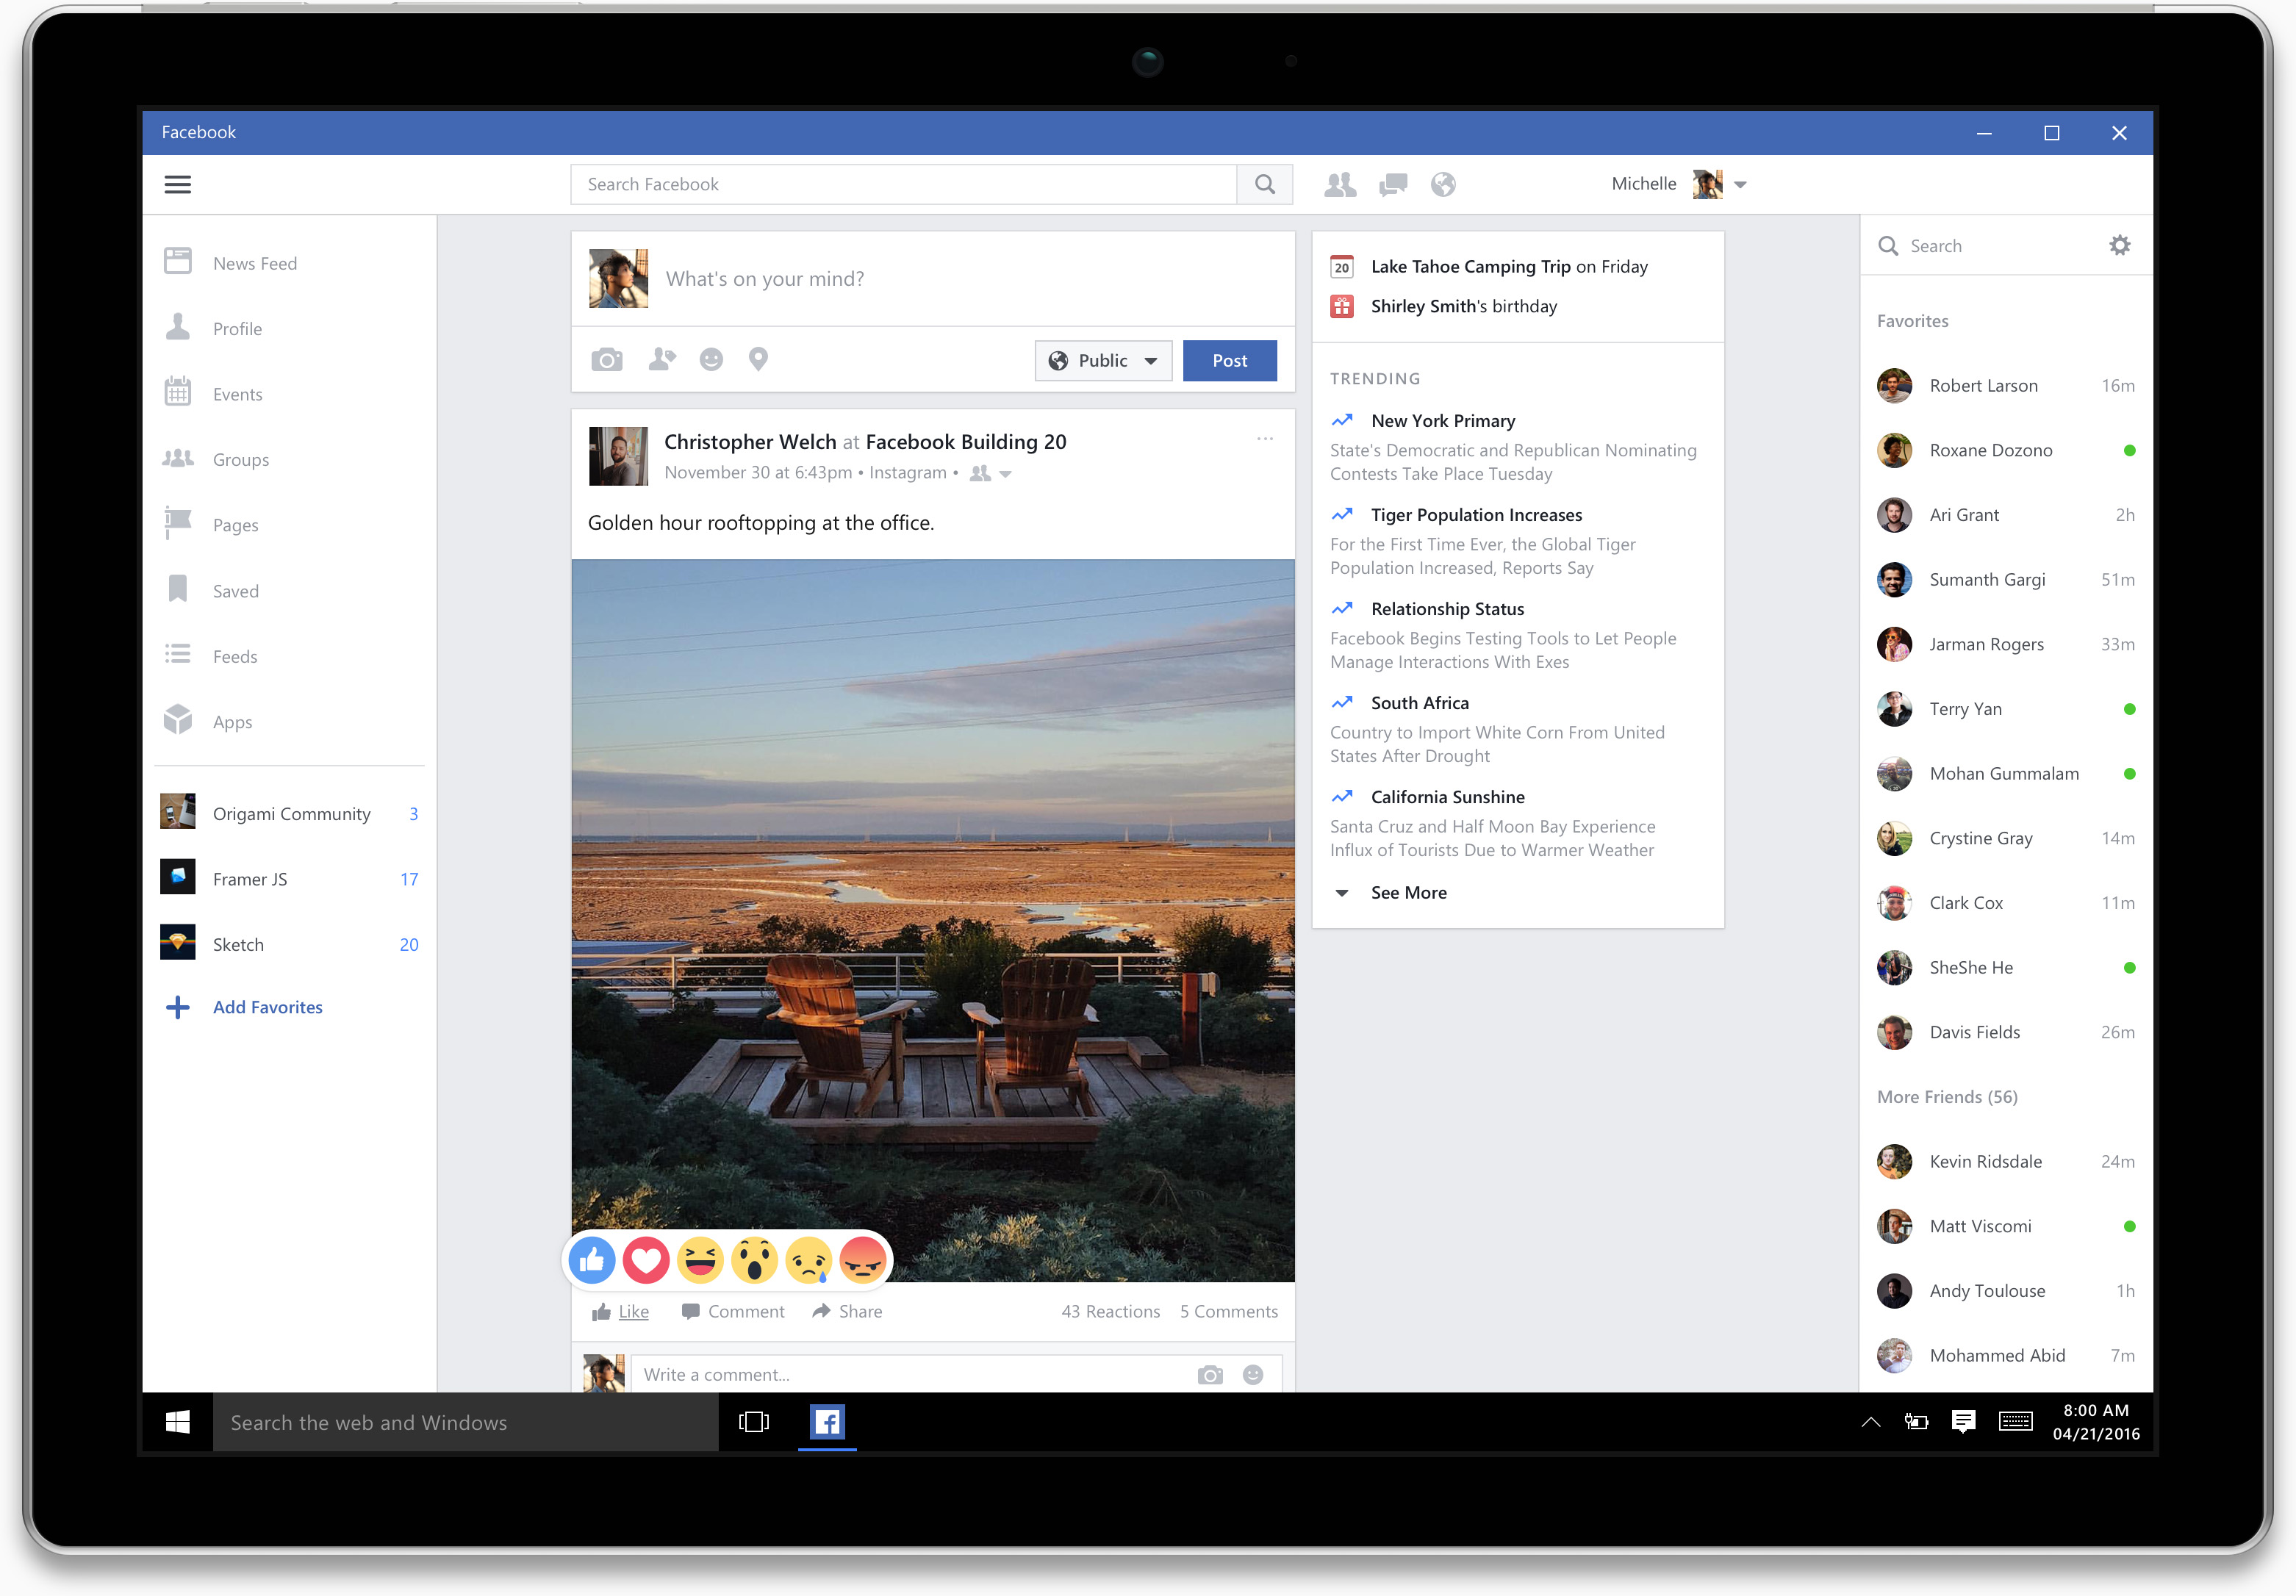 Facebook
Search Facebook
Michelle
News Feed
Profile
Events
Groups
Pages
Saved
Feeds
Apps
Origami Community 3
Framer JS 17
Sketch 20
Add Favorites
What's on your mind?
Public
Post
Christopher Welch at Facebook Building 20
November 30 at 6:43pm • Instagram •
Golden hour rooftopping at the office.
Like Comment Share 43 Reactions 5 Comments
Write a comment...
20 Lake Tahoe Camping Trip on Friday
Shirley Smith's birthday
TRENDING
New York Primary
State's Democratic and Republican Nominating
Contests Take Place Tuesday
Tiger Population Increases
For the First Time Ever, the Global Tiger
Population Increased, Reports Say
Relationship Status
Facebook Begins Testing Tools to Let People
Manage Interactions With Exes
South Africa
Country to Import White Corn From United
States After Drought
California Sunshine
Santa Cruz and Half Moon Bay Experience
Influx of Tourists Due to Warmer Weather
See More
Search
Favorites
Robert Larson 16m
Roxane Dozono
Ari Grant 2h
Sumanth Gargi 51m
Jarman Rogers 33m
Terry Yan
Mohan Gummalam
Crystine Gray 14m
Clark Cox 11m
SheShe He
Davis Fields 26m
More Friends (56)
Kevin Ridsdale 24m
Matt Viscomi
Andy Toulouse 1h
Mohammed Abid 7m
Search the web and Windows
8:00 AM
04/21/2016